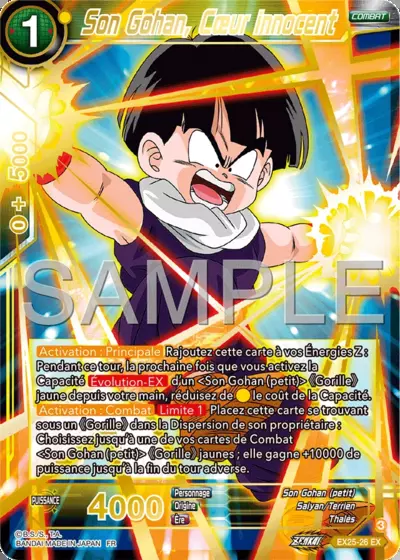 1
Son Gohan, Cœur Innocent
COMBAT
0 + 5000
SAMPLE
Activation : Principale Rajoutez cette carte à vos Énergies Z :
Pendant ce tour, la prochaine fois que vous activez la
Capacité Évolution-EX d'un <Son Gohan (petit)> 《Gorille》
jaune depuis votre main, réduisez de le coût de la Capacité.
Activation : Combat Limite 1 Placez cette carte se trouvant
sous un 《Gorille》 dans la Dispersion de son propriétaire :
Choisissez jusqu'à une de vos cartes de Combat
<Son Gohan (petit)> 《Gorille》 jaunes ; elle gagne +10000 de
puissance jusqu'à la fin du tour adverse.
PUISSANCE
4000
Personnage
Origine
Ère
Son Gohan (petit)
Saiyan/Terrien
Thalès
3
©B.S./S., T.A.
BANDAI MADE IN JAPAN FR
EX25-26 EX